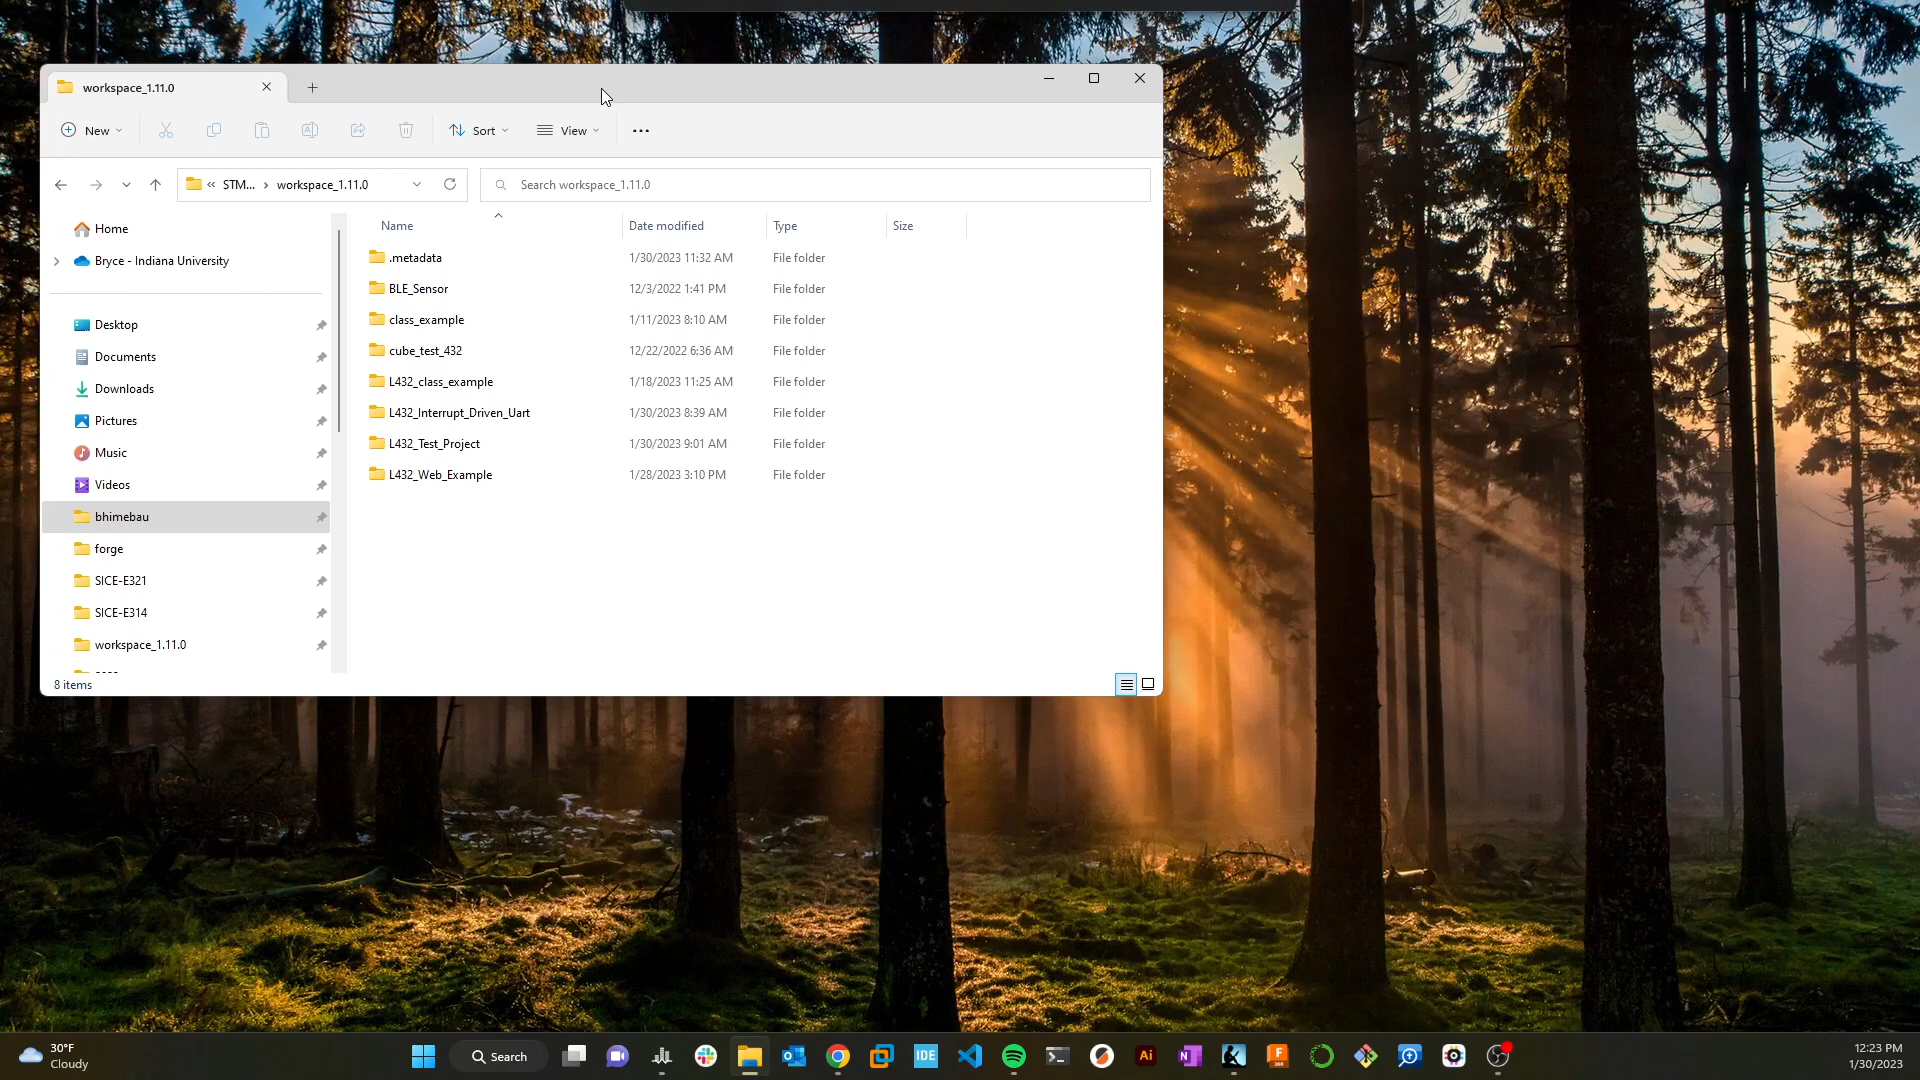 workspace_1.11.0
New
Sort
View
STM... workspace_1.11.0
Search workspace_1.11.0
Name Date modified Type Size
Home
Bryce - Indiana University
Desktop
Documents
Downloads
Pictures
Music
Videos
bhimebau
forge
SICE-E321
SICE-E314
workspace_1.11.0
.metadata 1/30/2023 11:32 AM File folder
BLE_Sensor 12/3/2022 1:41 PM File folder
class_example 1/11/2023 8:10 AM File folder
cube_test_432 12/22/2022 6:36 AM File folder
L432_class_example 1/18/2023 11:25 AM File folder
L432_Interrupt_Driven_Uart 1/30/2023 8:39 AM File folder
L432_Test_Project 1/30/2023 9:01 AM File folder
L432_Web_Example 1/28/2023 3:10 PM File folder
8 items
30°F
Cloudy
Search
IDE
Ai
12:23 PM
1/30/2023